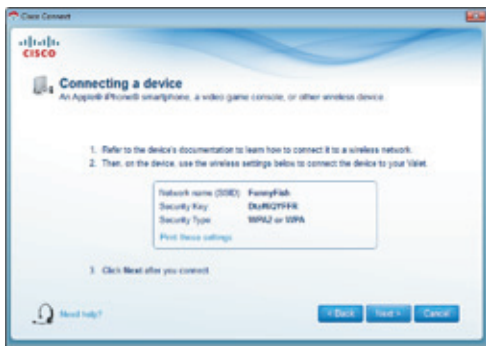 Cisco Connect
CISCO
Connecting a device
An Apple® iPhone® smartphone, a video game console, or other wireless device.
1. Refer to the device's documentation to learn how to connect it to a wireless network.
2. Then, on the device, use the wireless settings below to connect the device to your Valet.
Network name (SSID): FunnyFish
Security Key:
Security Type: WPA2 or WPA
Print these settings
3. Click Next after you connect.
Need help?
< Back Next > Cancel